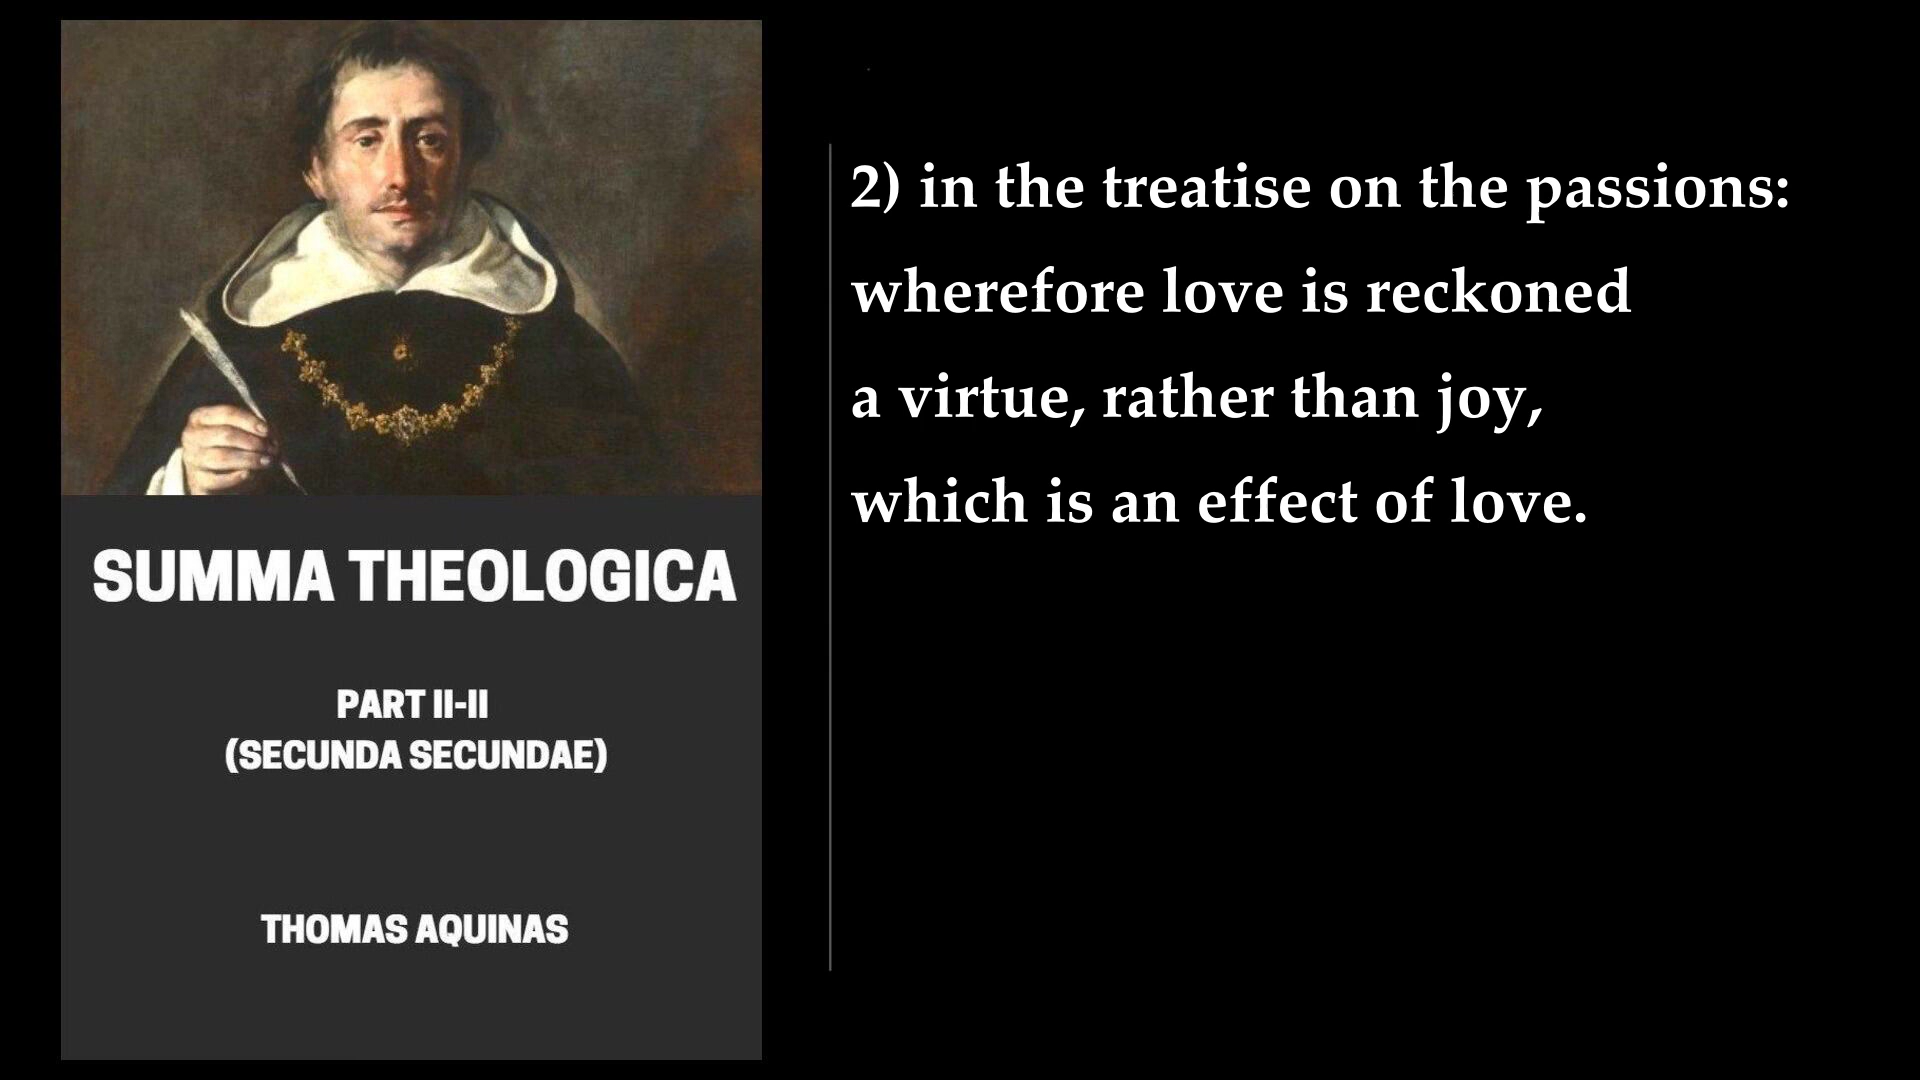 SUMMA THEOLOGICA
PART II-II
(SECUNDA SECUNDAE)
THOMAS AQUINAS
2) in the treatise on the passions:
wherefore love is reckoned
a virtue, rather than joy,
which is an effect of love.